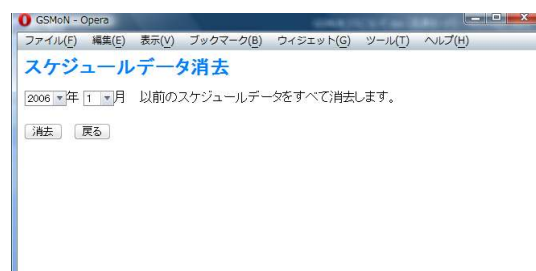 GSMoN - Opera
ファイル(F) 編集(E) 表示(V) ブックマーク(B) ウィジェット(G) ツール(T) ヘルプ(H)
スケジュールデータ消去
2006 年 1 月 以前のスケジュールデータをすべて消去します。
消去 戻る